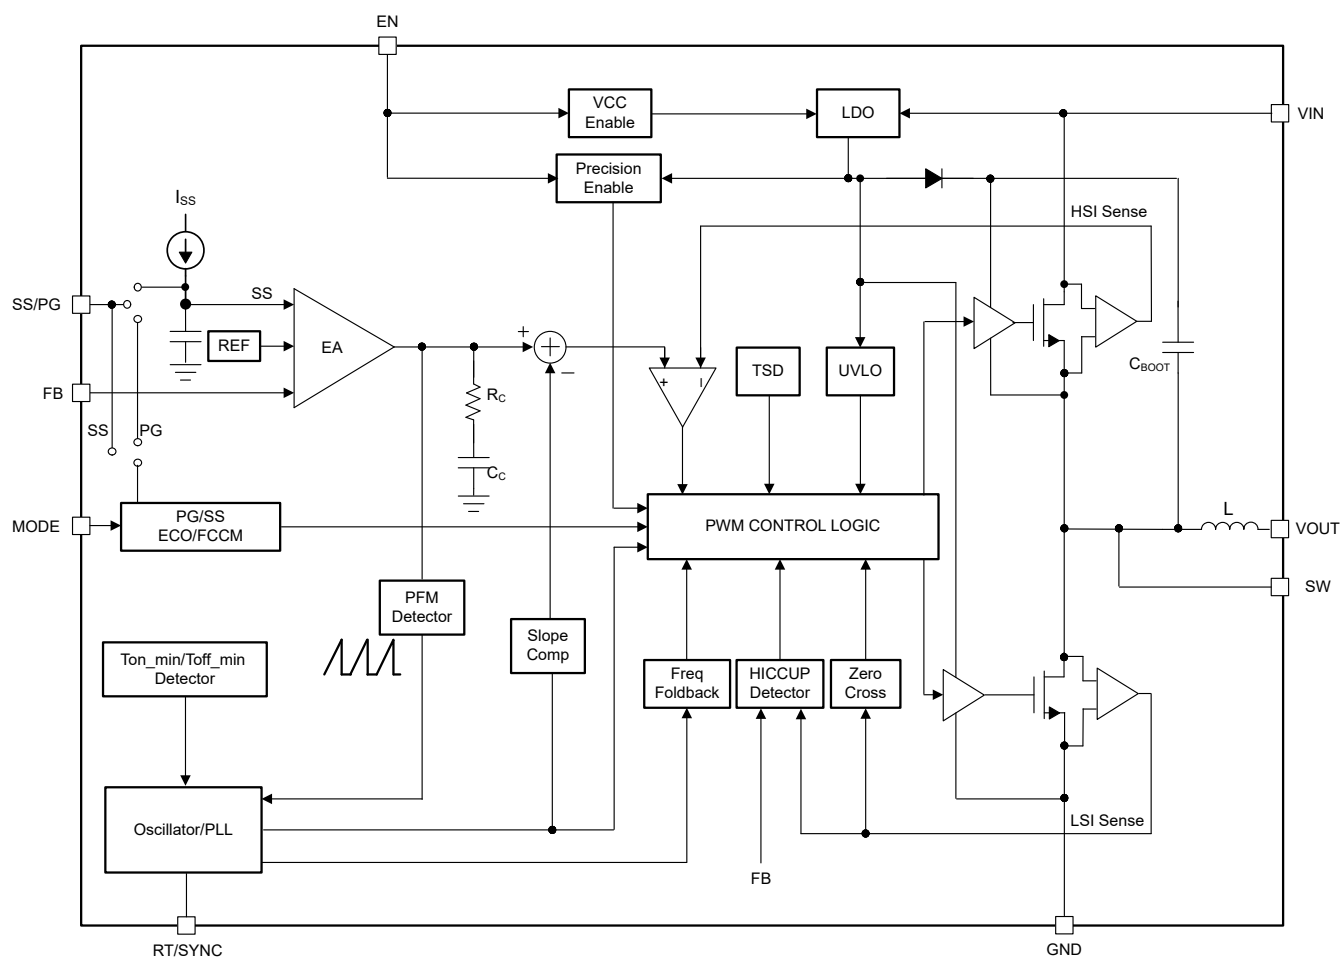 EN
VCC
Enable
LDO
VIN
Precision
Enable
ISS
HSI Sense
SS/PG
SS
REF
EA
+
−
+
−
TSD
UVLO
CBOOT
FB
RC
SS
PG
CC
MODE
PG/SS
ECO/FCCM
PWM CONTROL LOGIC
L
VOUT
SW
PFM
Detector
Slope
Comp
Ton_min/Toff_min
Detector
Freq
Foldback
HICCUP
Detector
Zero
Cross
Oscillator/PLL
LSI Sense
FB
RT/SYNC
GND